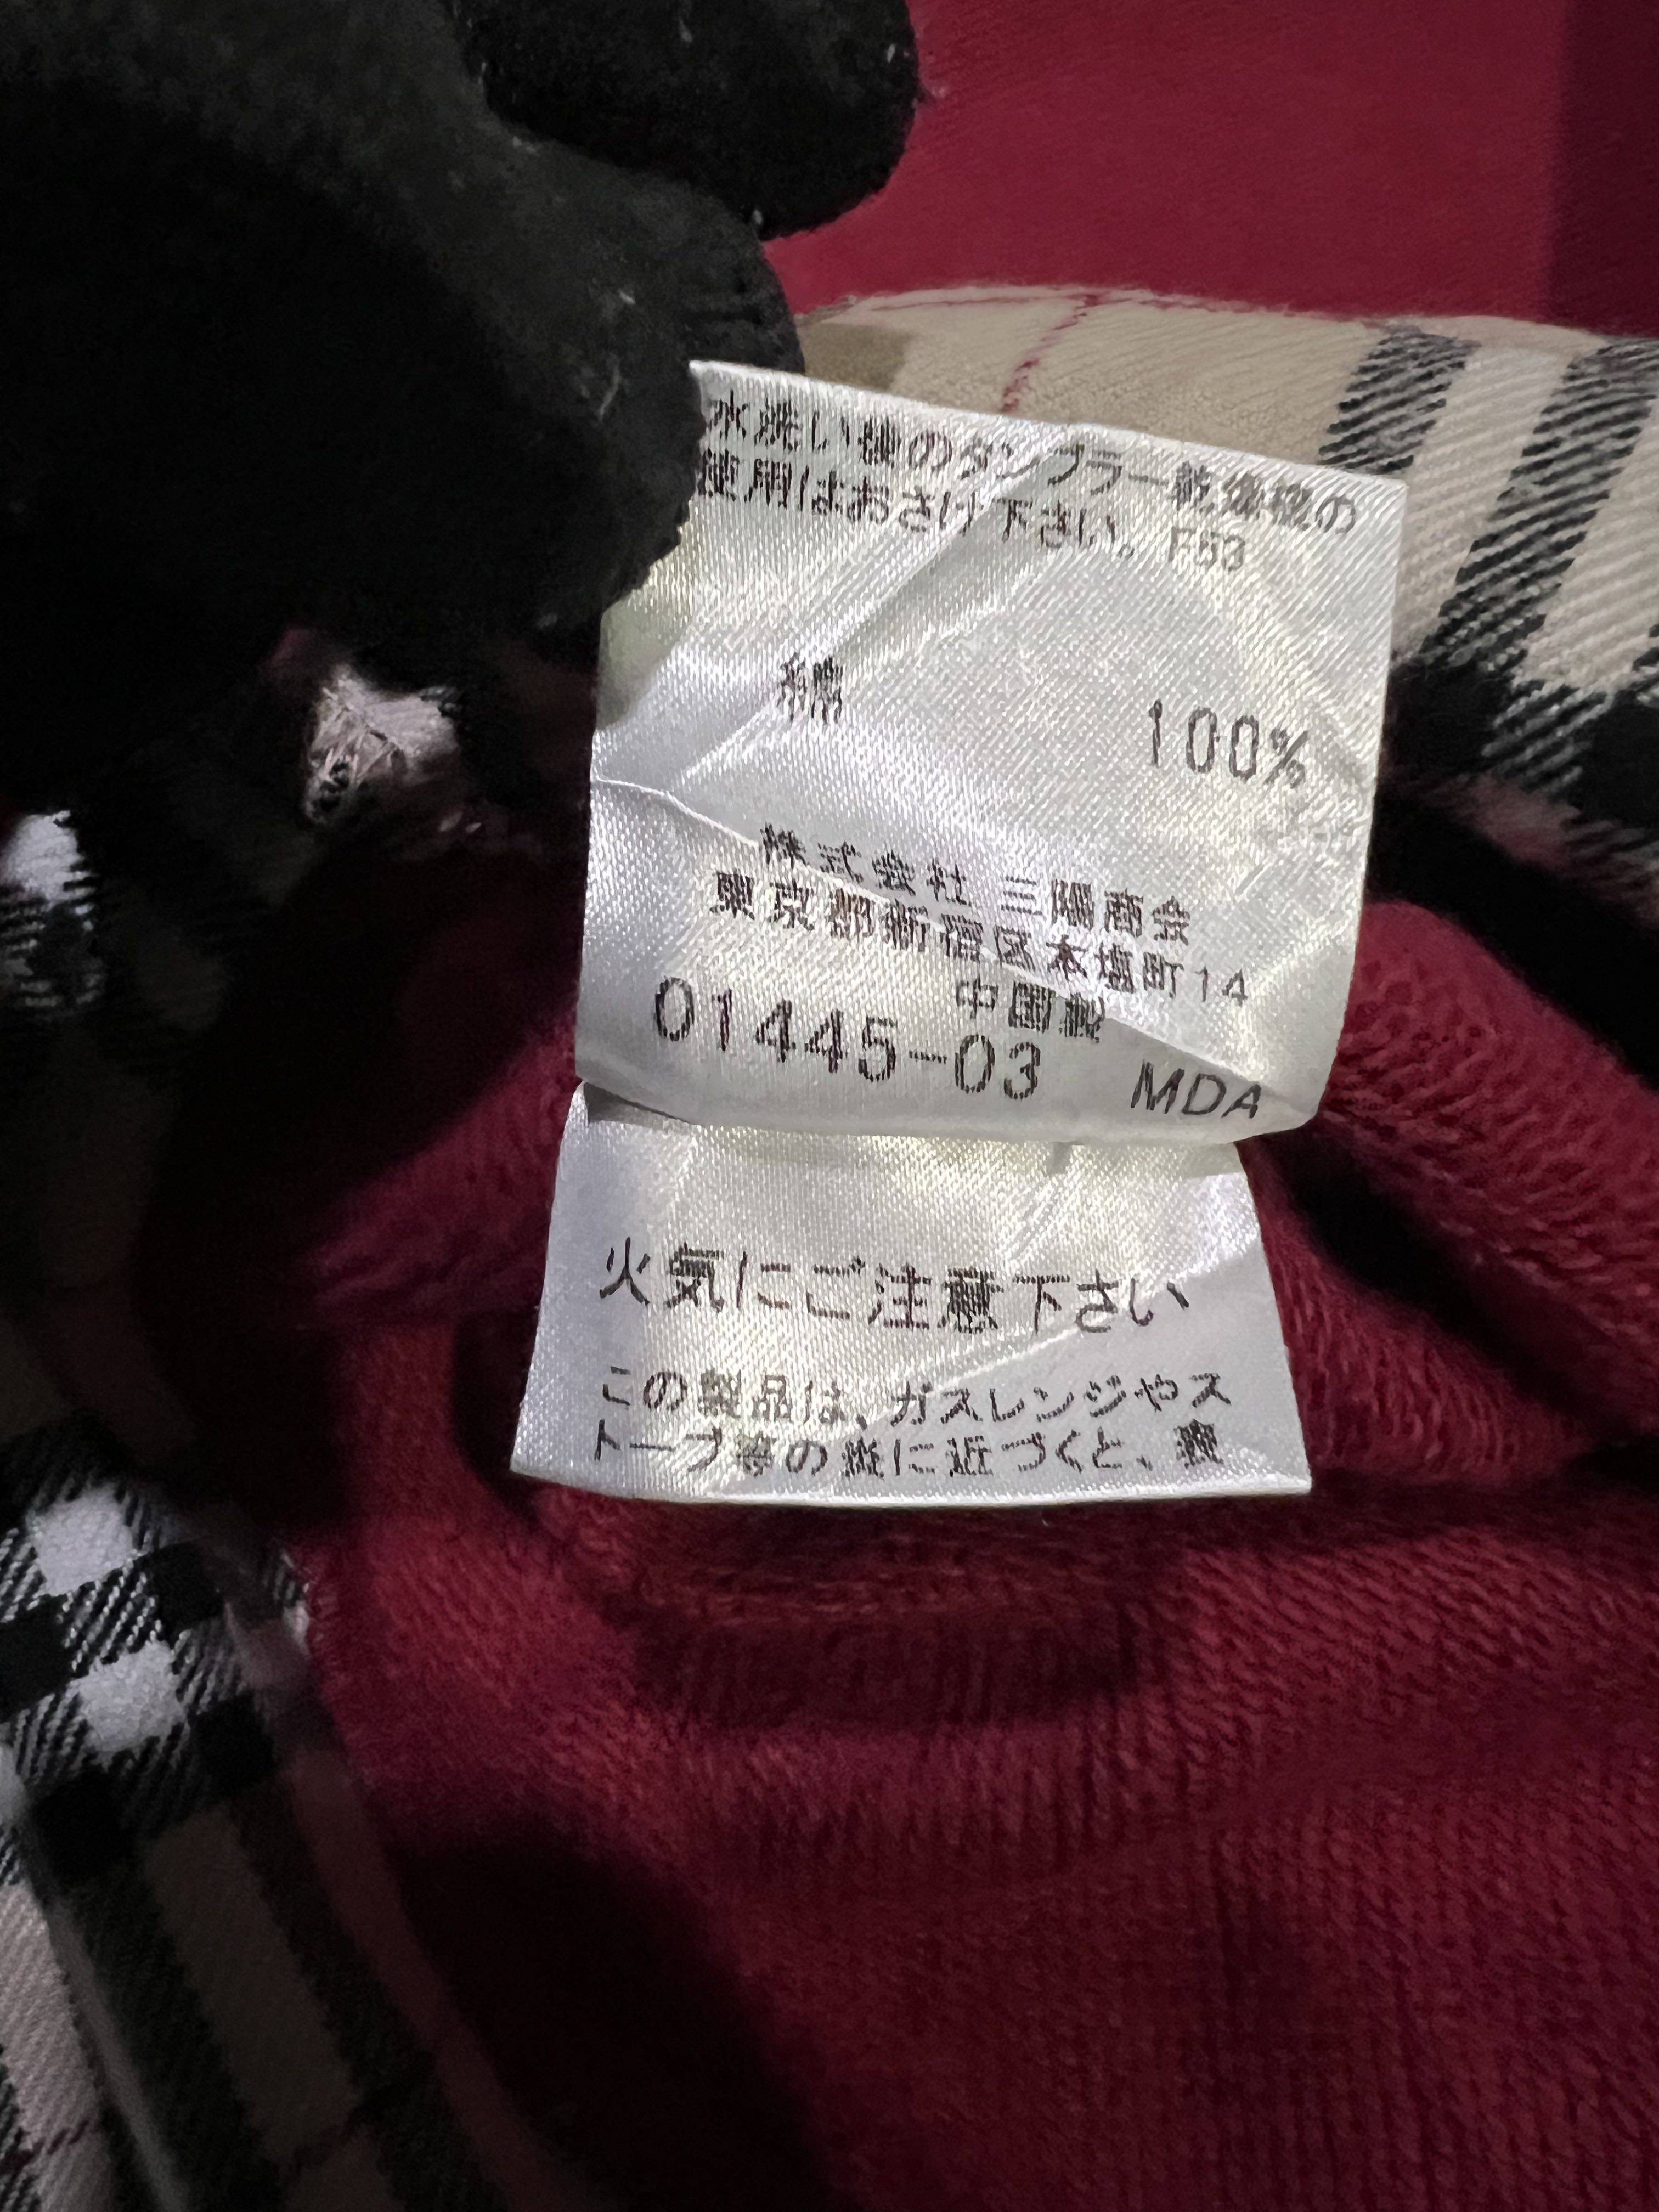 水洗い後のタンブラー乾燥機の
使用はおさけ下さい。F53
綿 100%
株式会社 三陽商会
東京都新宿区本塩町14
中国製
01445-03 MDA
火気にご注意下さい
この製品は、ガスレンジやス
トーブ等の炎に近づくと、